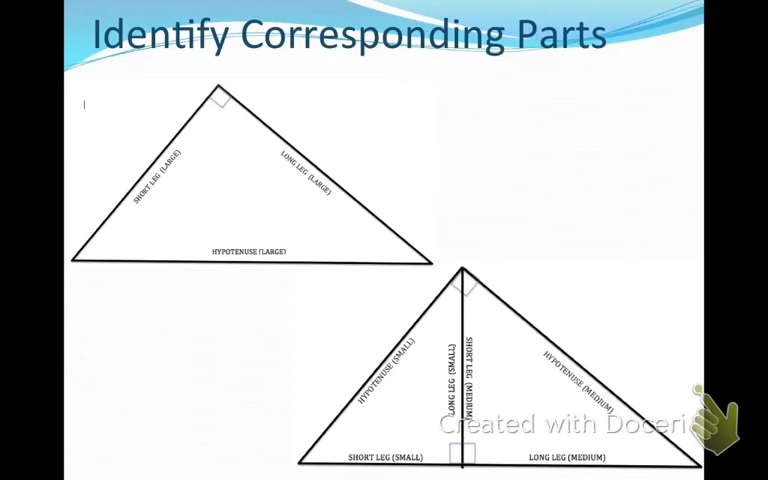 Identify Corresponding Parts
SHORT LEG (LARGE)
LONG LEG (LARGE)
HYPOTENUSE (LARGE)
HYPOTENUSE (SMALL)
LONG LEG (SMALL)
SHORT LEG (MEDIUM)
HYPOTENUSE (MEDIUM)
Created with Doceri
SHORT LEG (SMALL)
LONG LEG (MEDIUM)